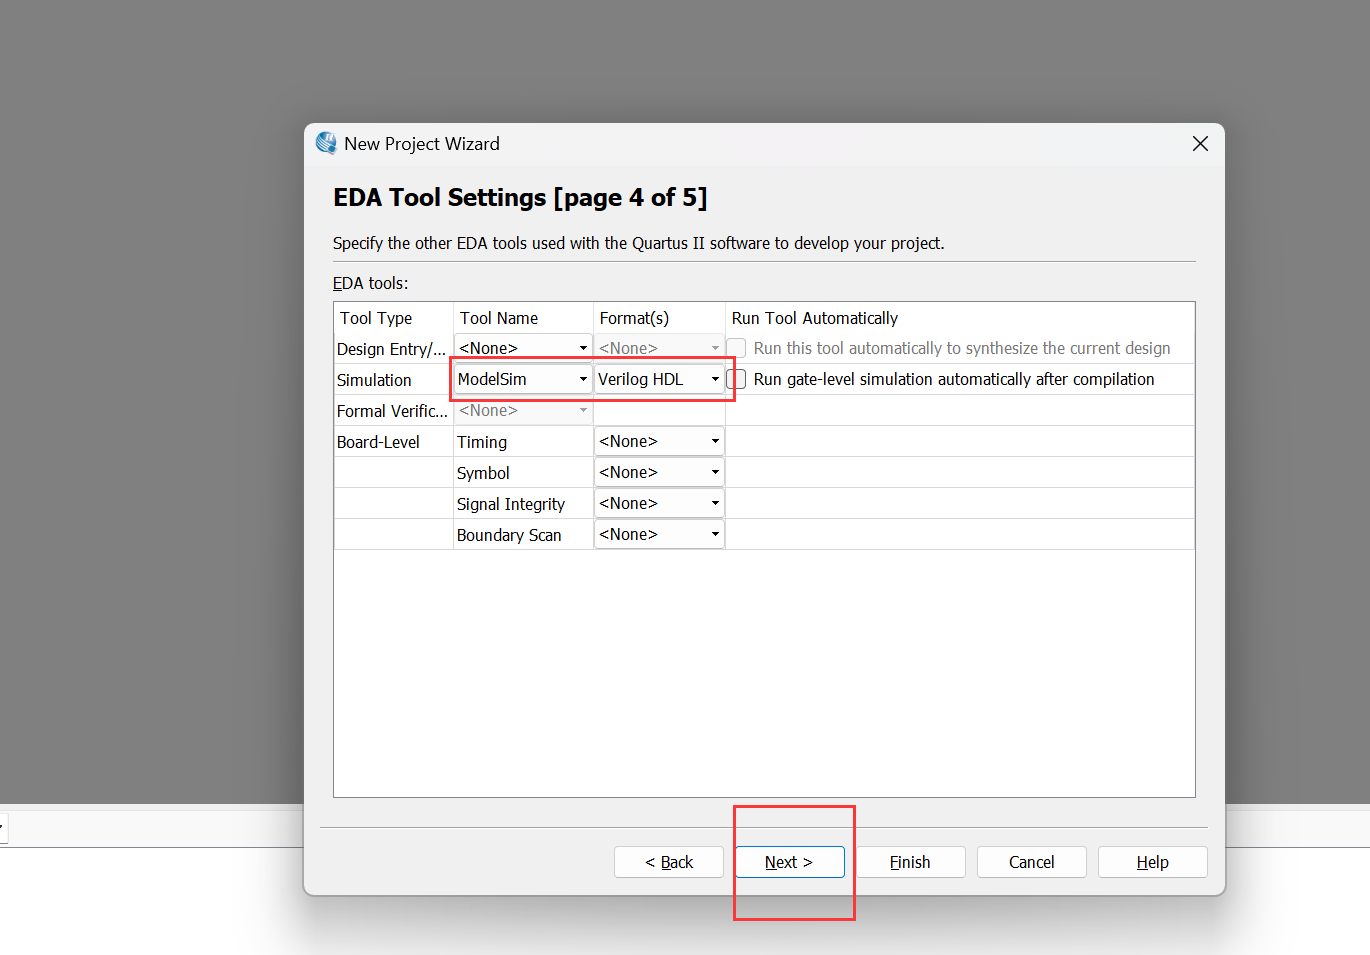 New Project Wizard
EDA Tool Settings [page 4 of 5]
Specify the other EDA tools used with the Quartus II software to develop your project.
EDA tools:
Tool Type Tool Name Format(s) Run Tool Automatically
Design Entry/... <None> <None> Run this tool automatically to synthesize the current design
Simulation ModelSim Verilog HDL Run gate-level simulation automatically after compilation
Formal Verific... <None>
Board-Level Timing <None>
Symbol <None>
Signal Integrity <None>
Boundary Scan <None>
< Back Next > Finish Cancel Help